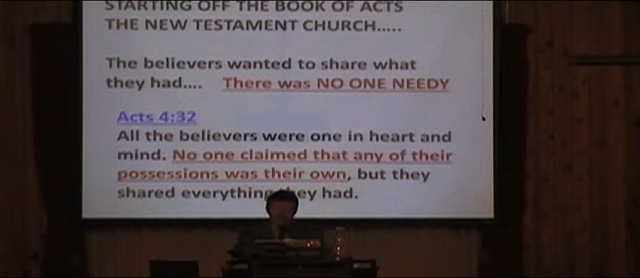 STARTING OFF THE BOOK OF ACTS
THE NEW TESTAMENT CHURCH.....
The believers wanted to share what
they had.... There was NO ONE NEEDY
Acts 4:32
All the believers were one in heart and
mind. No one claimed that any of their
possessions was their own, but they
shared everything they had.